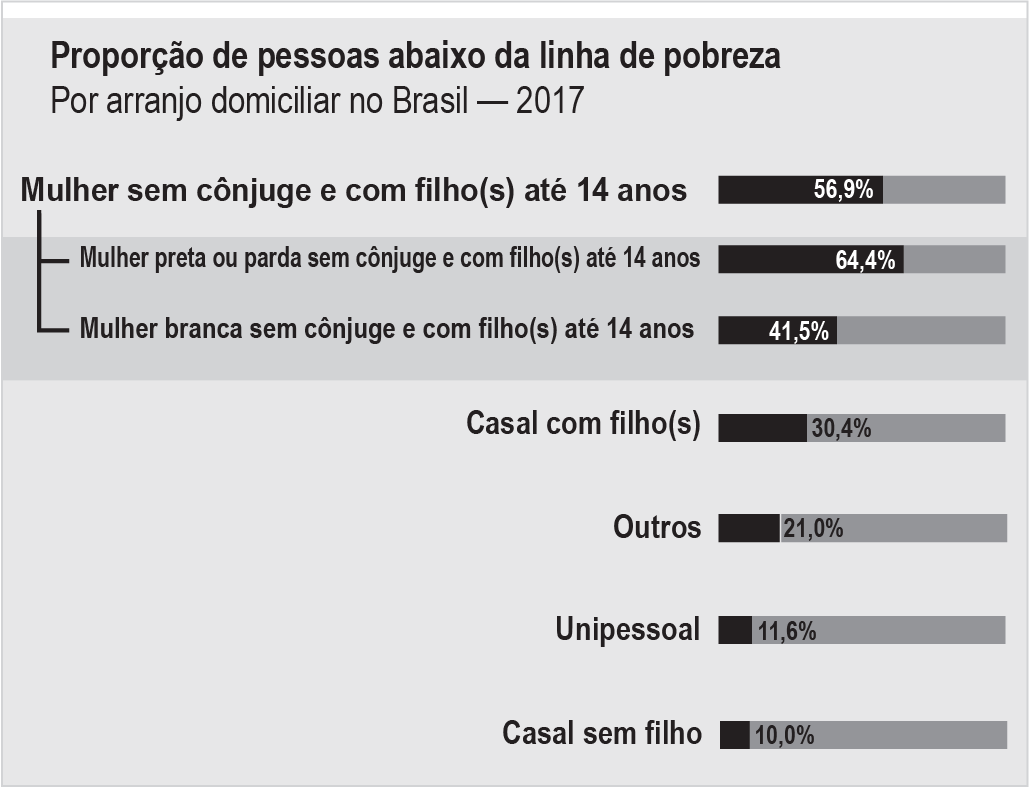 Proporção de pessoas abaixo da linha de pobreza
Por arranjo domiciliar no Brasil — 2017
Mulher sem cônjuge e com filho(s) até 14 anos 56,9%
Mulher preta ou parda sem cônjuge e com filho(s) até 14 anos 64,4%
Mulher branca sem cônjuge e com filho(s) até 14 anos 41,5%
Casal com filho(s) 30,4%
Outros 21,0%
Unipessoal 11,6%
Casal sem filho 10,0%